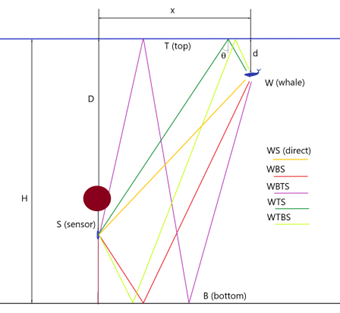 x
T (top)
d
θ
W (whale)
D
H
WS (direct)
WBS
WBTS
WTS
WTBS
S (sensor)
B (bottom)